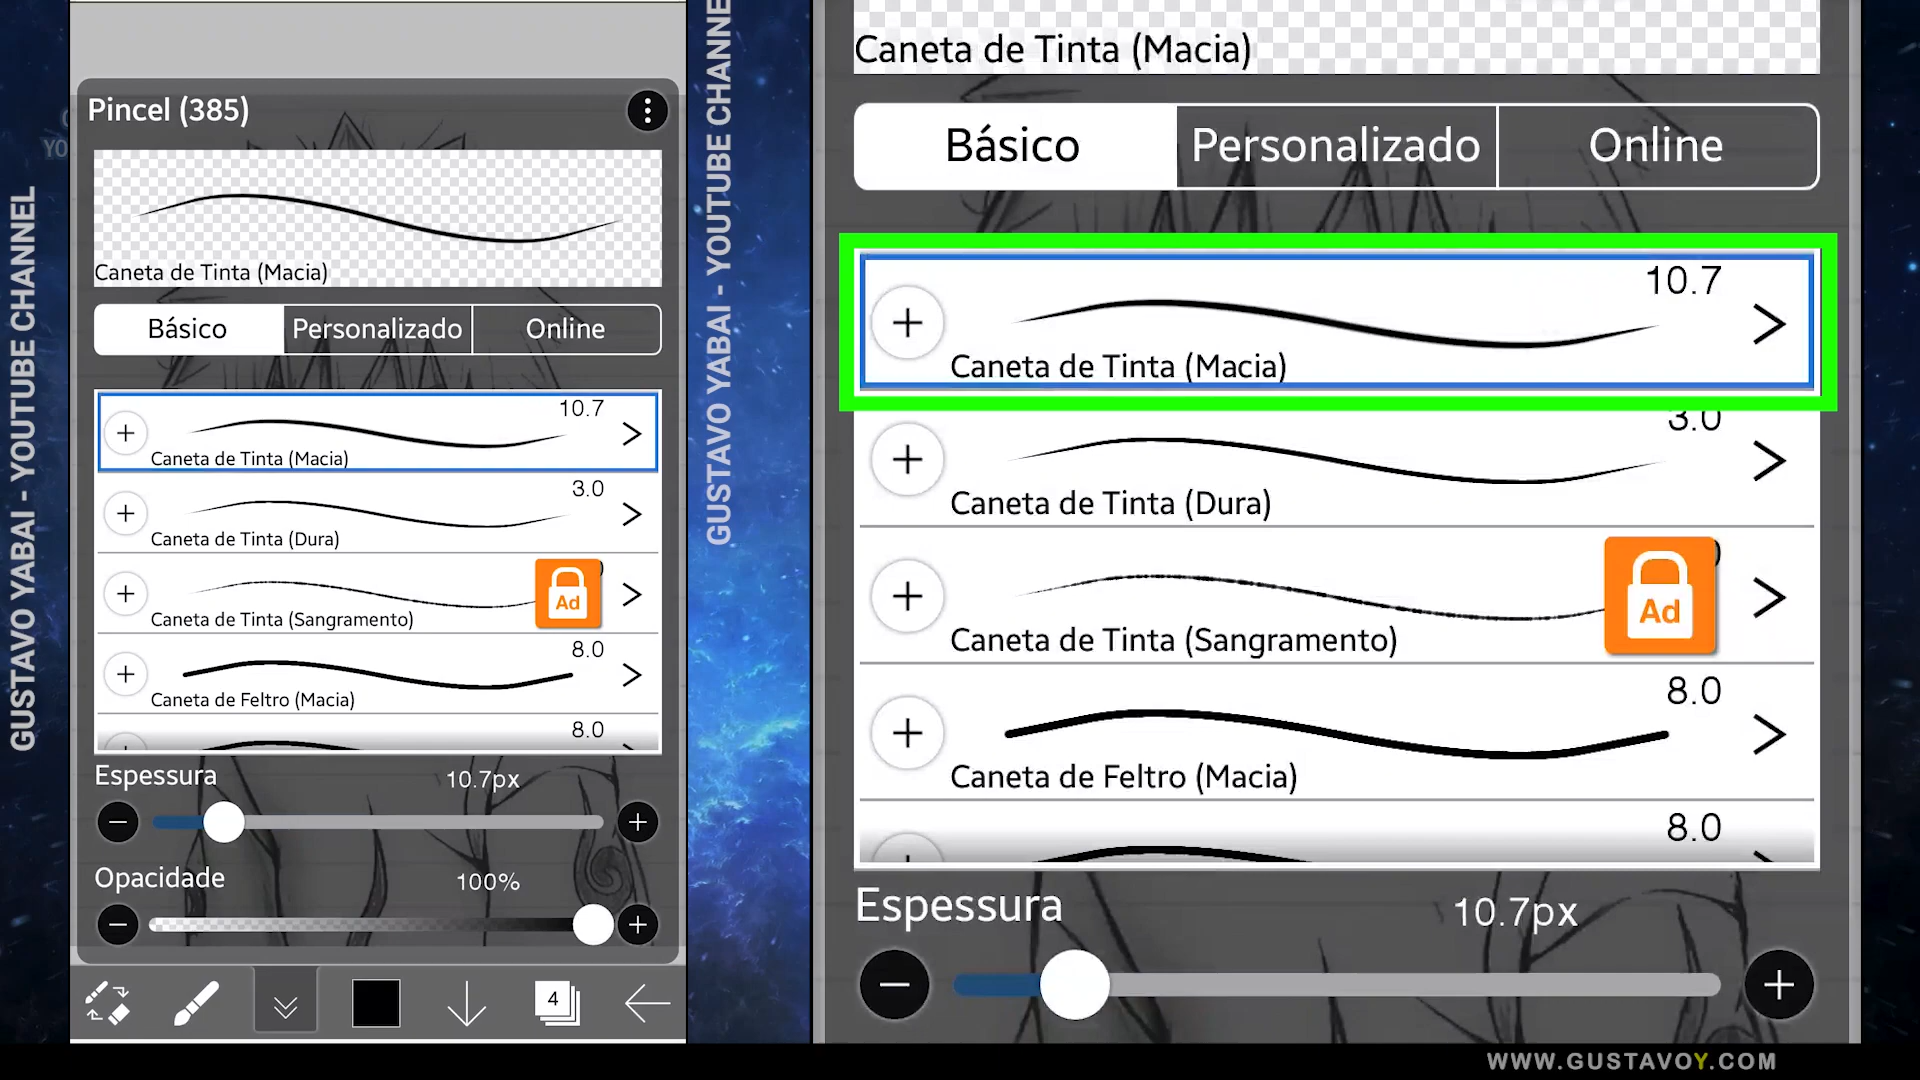 GUSTAVO YABAI - YOUTUBE CHANNEL
YO
Pincel (385)
Caneta de Tinta (Macia)
Básico
Personalizado
Online
10.7
Caneta de Tinta (Macia)
3.0
Caneta de Tinta (Dura)
Ad
Caneta de Tinta (Sangramento)
8.0
Caneta de Feltro (Macia)
8.0
Espessura
10.7px
Opacidade
100%
4
GUSTAVO YABAI - YOUTUBE CHANNE
Caneta de Tinta (Macia)
Básico
Personalizado
Online
10.7
Caneta de Tinta (Macia)
3.0
Caneta de Tinta (Dura)
Ad
Caneta de Tinta (Sangramento)
8.0
Caneta de Feltro (Macia)
8.0
Espessura
10.7px
WWW.GUSTAVOY.COM